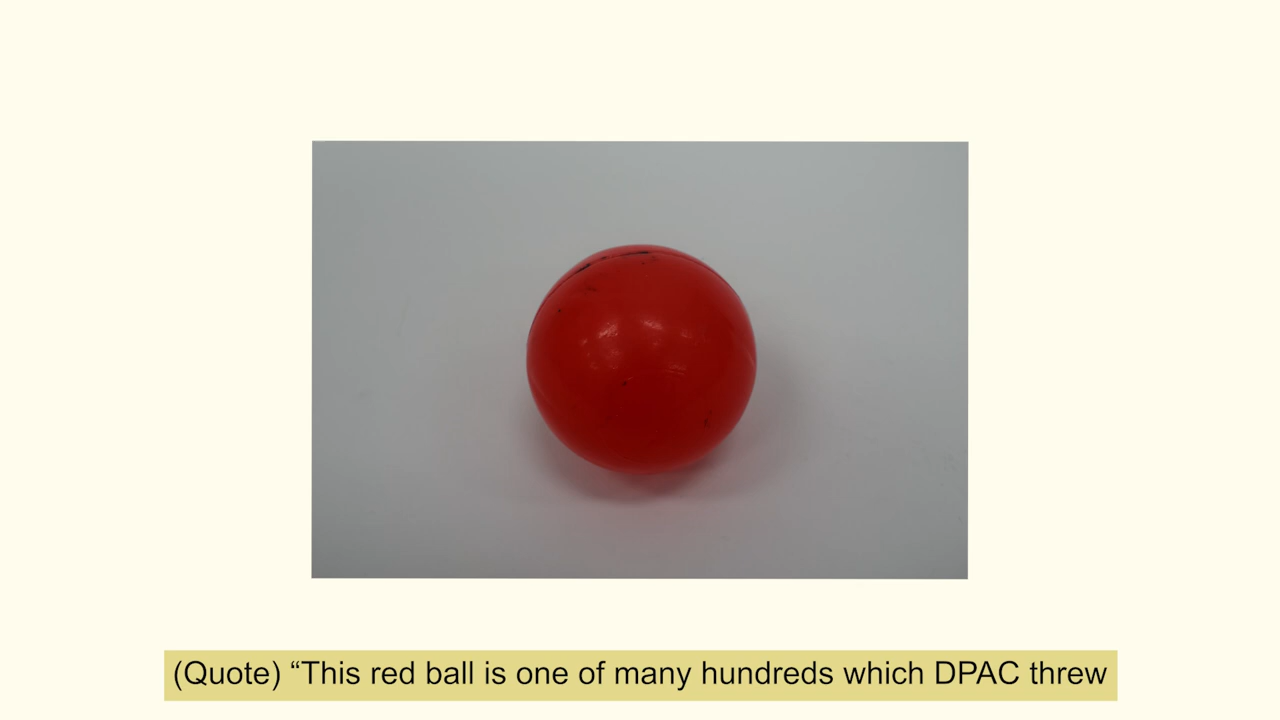 (Quote) “This red ball is one of many hundreds which DPAC threw